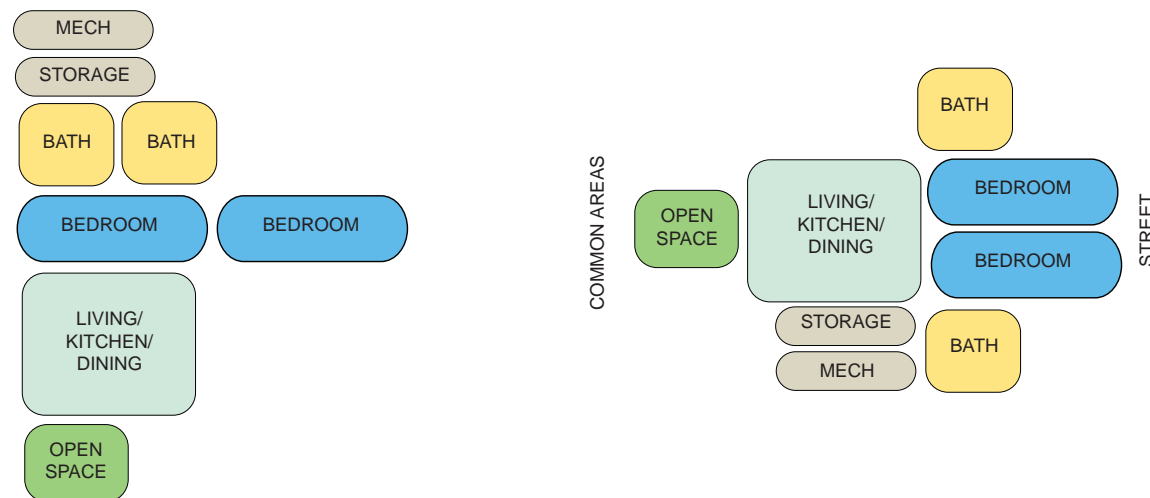 MECH
STORAGE
BATH
BATH
BEDROOM
BEDROOM
LIVING/
KITCHEN/
DINING
OPEN
SPACE
COMMON AREAS
OPEN
SPACE
LIVING/
KITCHEN/
DINING
BATH
BEDROOM
BEDROOM
STORAGE
MECH
BATH
STREET